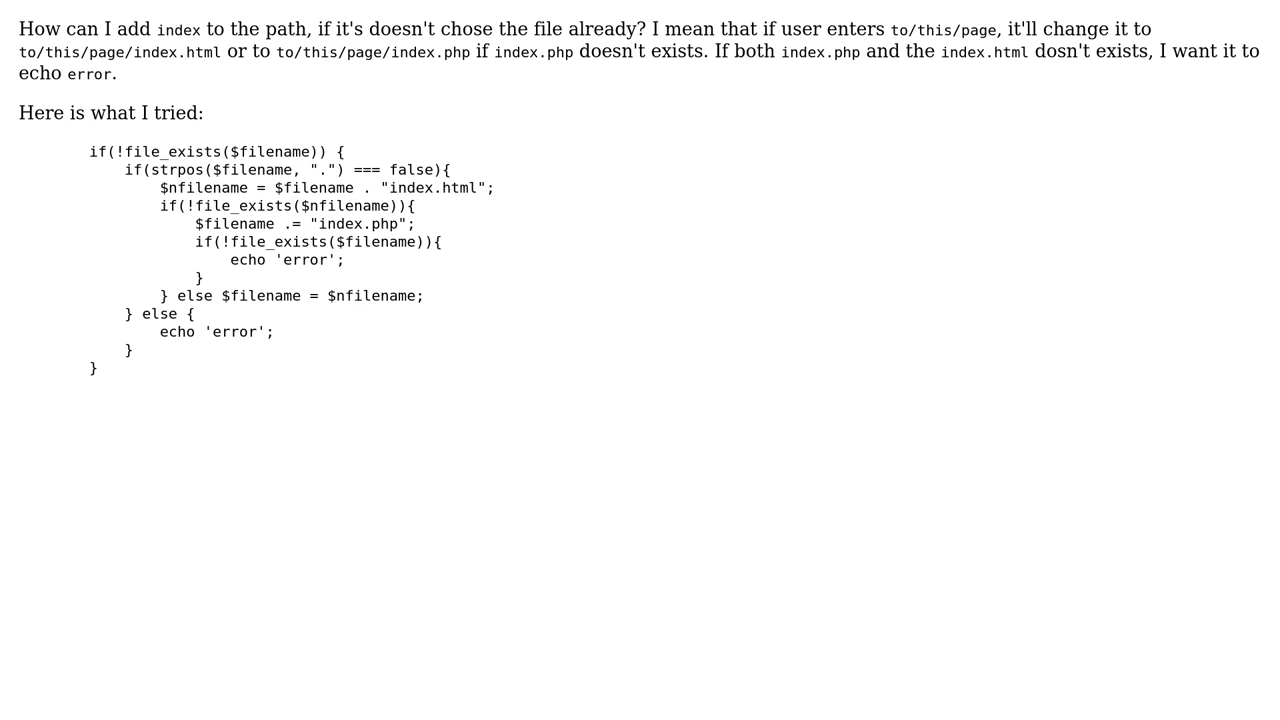 How can I add index to the path, if it's doesn't chose the file already? I mean that if user enters to/this/page, it'll change it to
to/this/page/index.html or to to/this/page/index.php if index.php doesn't exists. If both index.php and the index.html dosn't exists, I want it to
echo error.
Here is what I tried:
if(!file_exists($filename)) {
    if(strpos($filename, ".") === false){
        $nfilename = $filename . "index.html";
        if(!file_exists($nfilename)){
            $filename .= "index.php";
            if(!file_exists($filename)){
                echo 'error';
            }
        } else $filename = $nfilename;
    } else {
        echo 'error';
    }
}